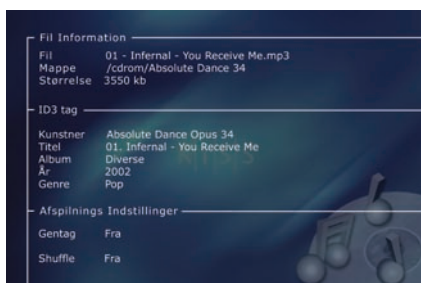 Fil Information
Fil 01 - Infernal - You Receive Me.mp3
Mappe /cdrom/Absolute Dance 34
Størrelse 3550 kb
ID3 tag
Kunstner Absolute Dance Opus 34
Titel 01. Infernal - You Receive Me
Album Diverse
År 2002
Genre Pop
Afspilnings Indstillinger
Gentag Fra
Shuffle Fra